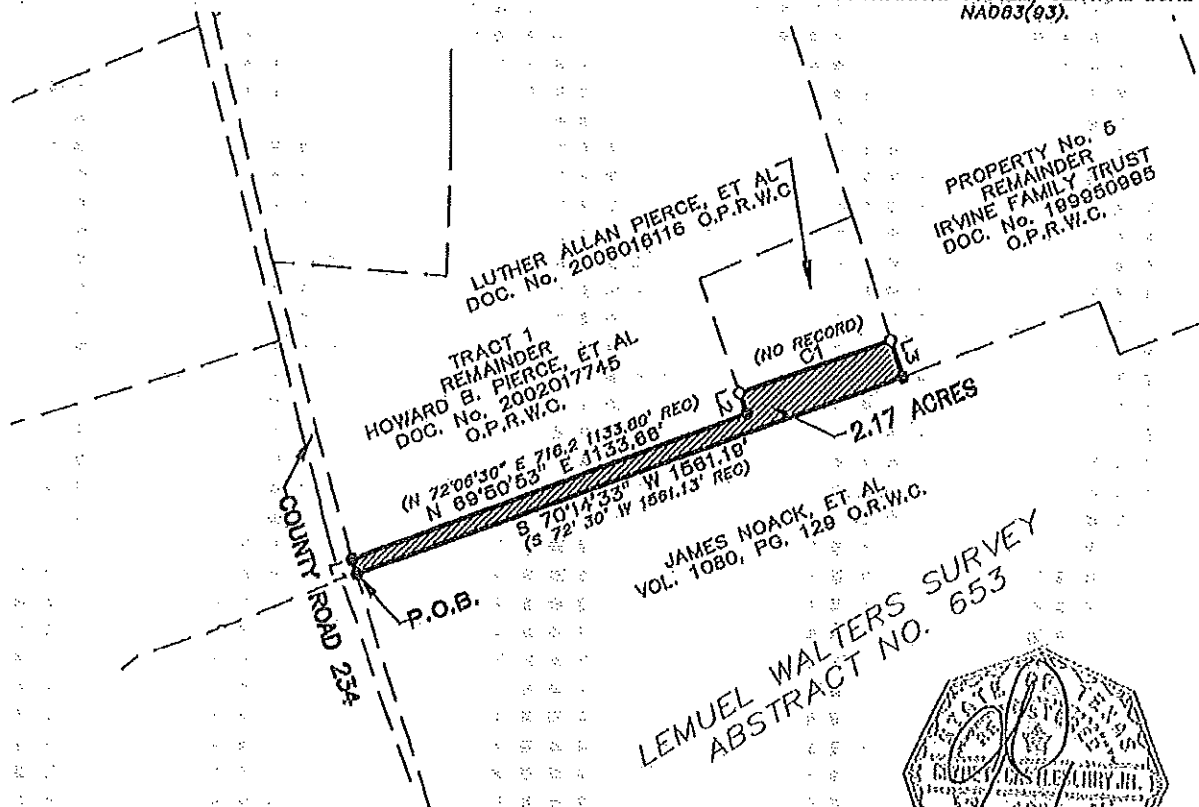 NAD83(93).
PROPERTY No. 5
REMAINDER
IRVINE FAMILY TRUST
DOC. No. 199950995
O.P.R.W.C.
LUTHER ALLAN PIERCE, ET AL
DOC. No. 2006016116 O.P.R.W.C
TRACT 1
REMAINDER
HOWARD B. PIERCE, ET AL
DOC. No. 2002017745
O.P.R.W.C.
(NO RECORD)
C1
L2
L3
2.17 ACRES
(N 72°06'30" E 716.2 1133.60' REC)
N 69°50'53" E 1133.66'
S 70°14'33" W 1561.19'
(S 72° 30' W 1561.13' REC)
JAMES NOACK, ET AL
VOL. 1080, PG. 129 O.R.W.C.
L1
P.O.B.
COUNTY ROAD 234
LEMUEL WALTERS SURVEY
ABSTRACT NO. 653
STATE OF TEXAS